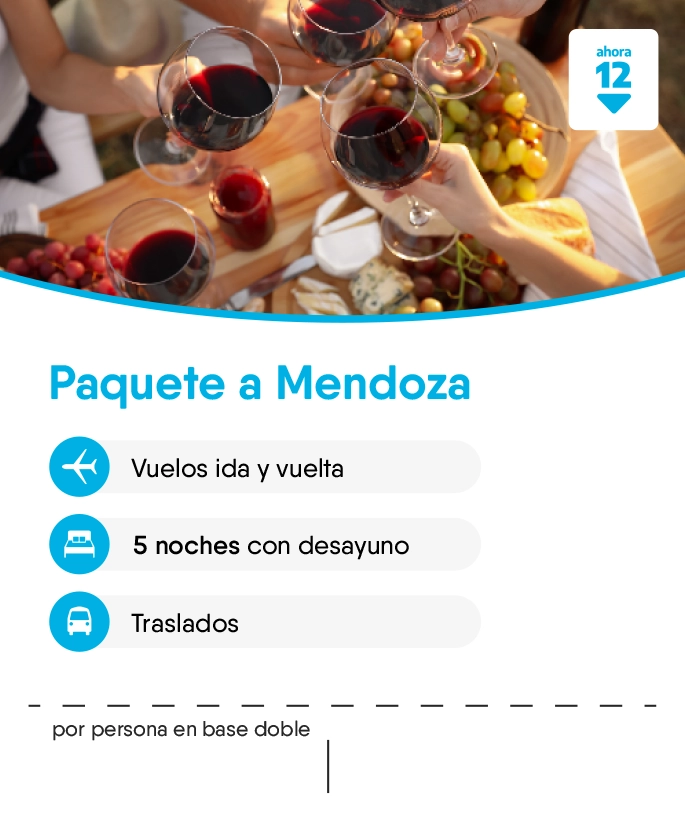 ahora
12
Paquete a Mendoza
Vuelos ida y vuelta
5 noches con desayuno
Traslados
por persona en base doble